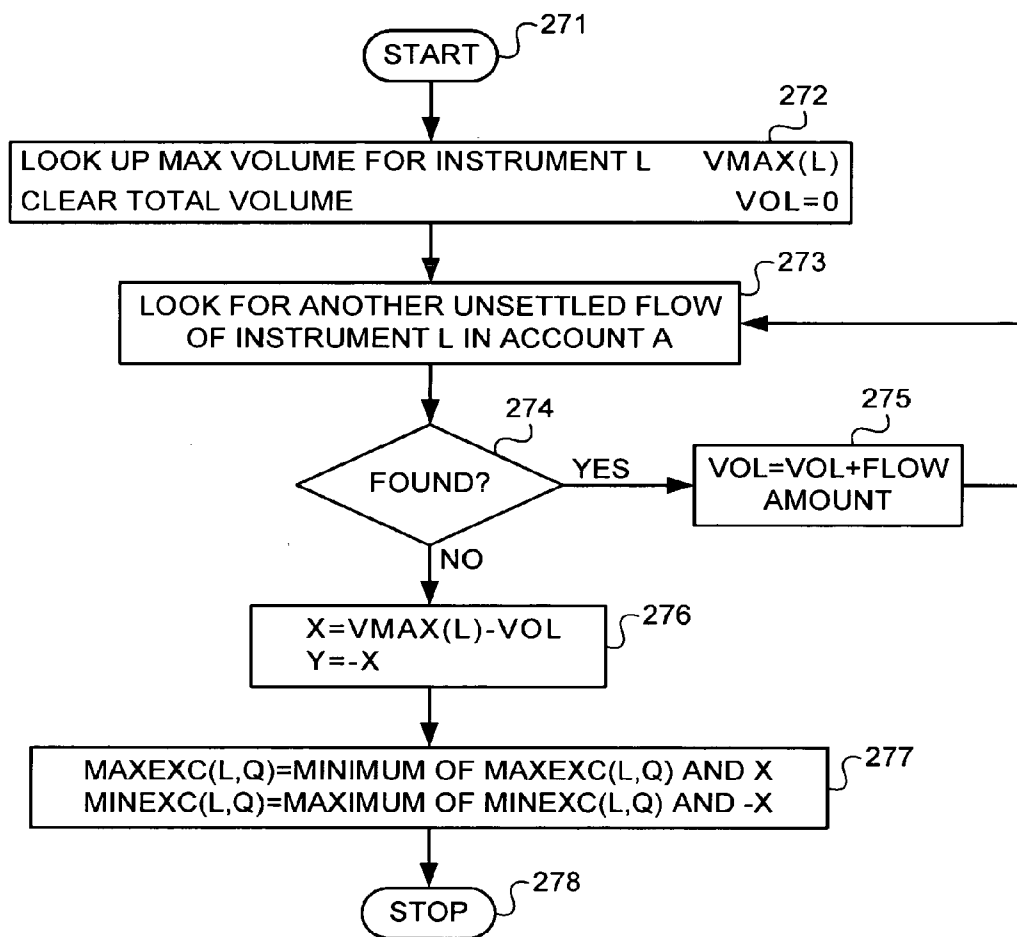 START
271
272
LOOK UP MAX VOLUME FOR INSTRUMENT L VMAX(L)
CLEAR TOTAL VOLUME VOL=0
273
LOOK FOR ANOTHER UNSETTLED FLOW
OF INSTRUMENT L IN ACCOUNT A
274
FOUND?
YES
275
VOL=VOL+FLOW
AMOUNT
NO
X=VMAX(L)-VOL
Y=-X
276
MAXEXC(L,Q)=MINIMUM OF MAXEXC(L,Q) AND X
MINEXC(L,Q)=MAXIMUM OF MINEXC(L,Q) AND -X
277
STOP
278